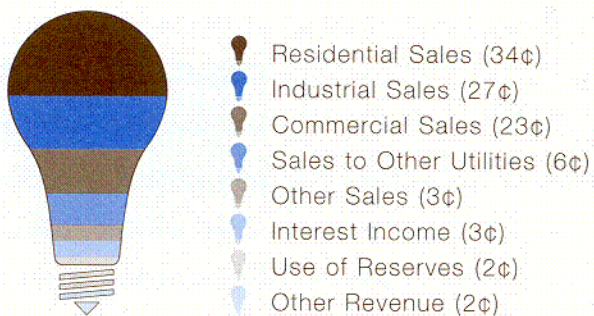 Residential Sales (34¢)
Industrial Sales (27¢)
Commercial Sales (23¢)
Sales to Other Utilities (6¢)
Other Sales (3¢)
Interest Income (3¢)
Use of Reserves (2¢)
Other Revenue (2¢)